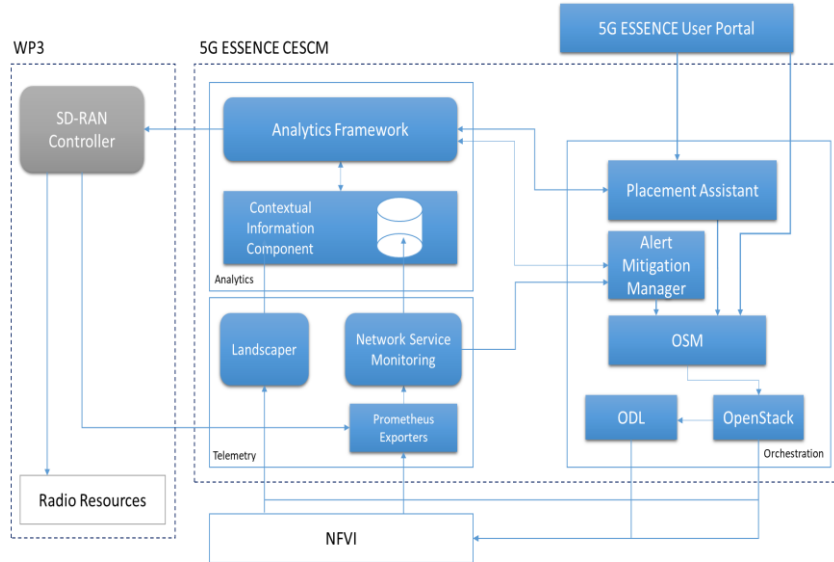 5G ESSENCE User Portal
WP3
5G ESSENCE CESCM
SD-RAN
Controller
Analytics Framework
Placement Assistant
Contextual
Information
Component
Alert
Mitigation
Manager
Analytics
Landscaper
Network Service
Monitoring
OSM
Prometheus
Exporters
ODL
OpenStack
Telemetry
Orchestration
Radio Resources
NFVI